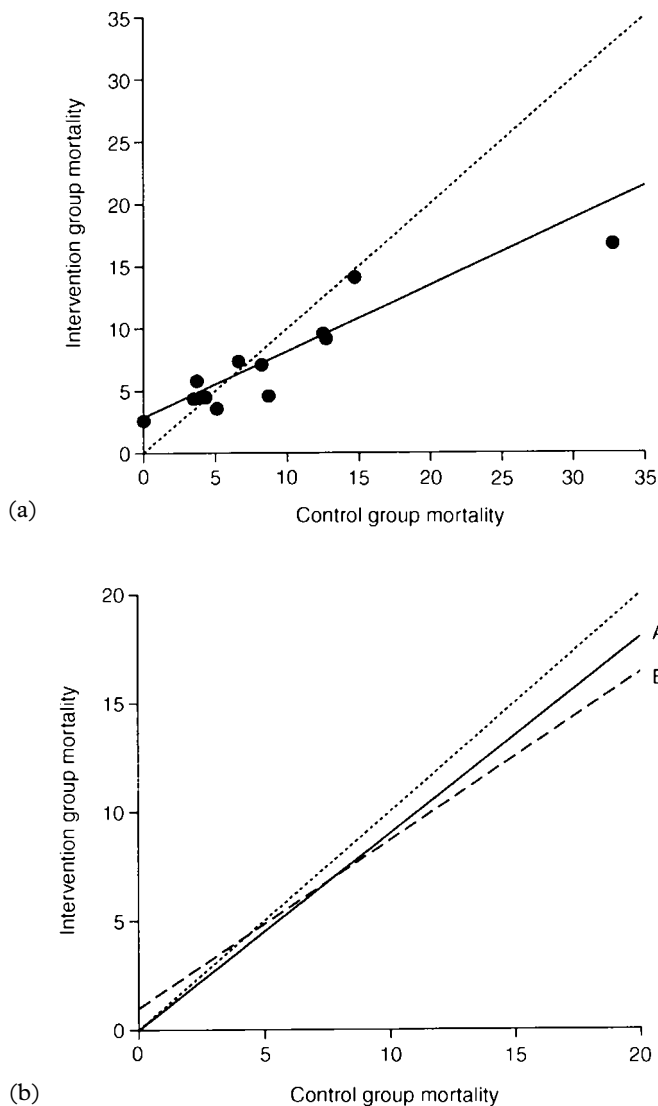 35
30
25
20
15
10
5
0
Intervention group mortality
0 5 10 15 20 25 30 35
Control group mortality
(a)
20
15
10
5
0
Intervention group mortality
A
0 5 10 15 20
Control group mortality
(b)